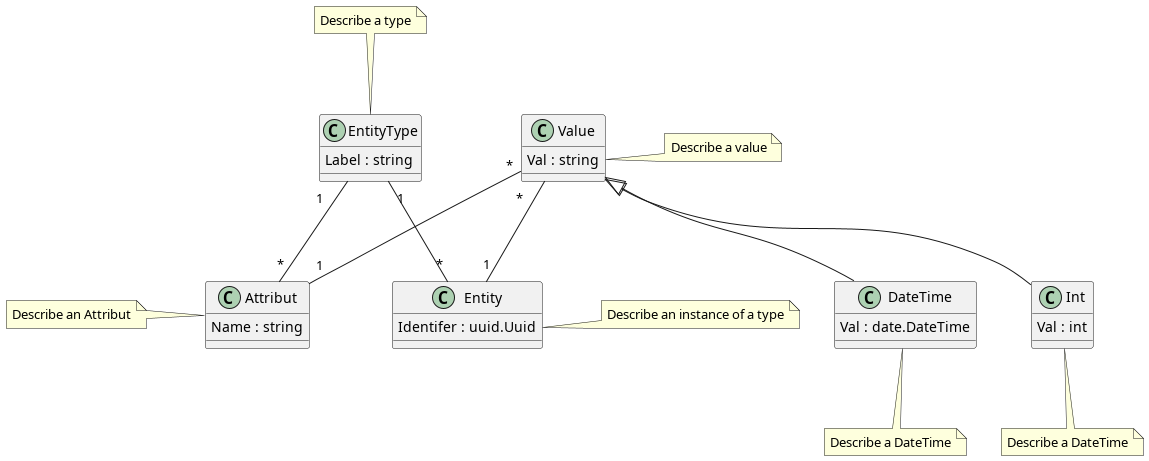 Describe a type
C EntityType
Label : string
C Value
Val : string
Describe a value
1
1
*
*
*
*
1
1
C Attribut
Name : string
Describe an Attribut
C Entity
Identifer : uuid.Uuid
Describe an instance of a type
C DateTime
Val : date.DateTime
C Int
Val : int
Describe a DateTime
Describe a DateTime